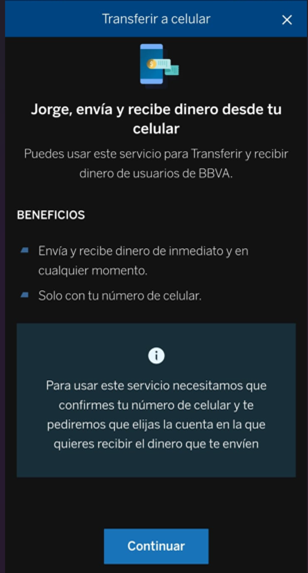 Transferir a celular
Jorge, envía y recibe dinero desde tu
celular
Puedes usar este servicio para Transferir y recibir
dinero de usuarios de BBVA.
BENEFICIOS
Envía y recibe dinero de inmediato y en
cualquier momento.
Solo con tu número de celular.
Para usar este servicio necesitamos que
confirmes tu número de celular y te
pediremos que elijas la cuenta en la que
quieres recibir el dinero que te envíen
Continuar